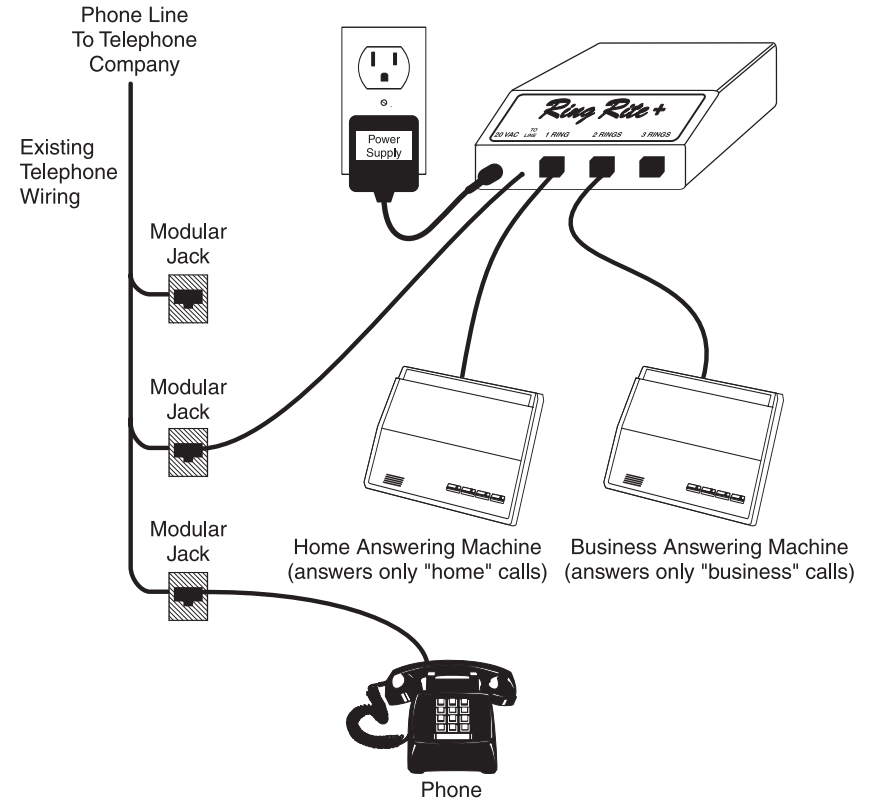 Phone Line
To Telephone
Company
Existing
Telephone
Wiring
Power
Supply
Ring Rite +
20 VAC TO LINE 1 RING 2 RINGS 3 RINGS
Modular
Jack
Modular
Jack
Modular
Jack
Home Answering Machine
(answers only "home" calls)
Business Answering Machine
(answers only "business" calls)
Phone